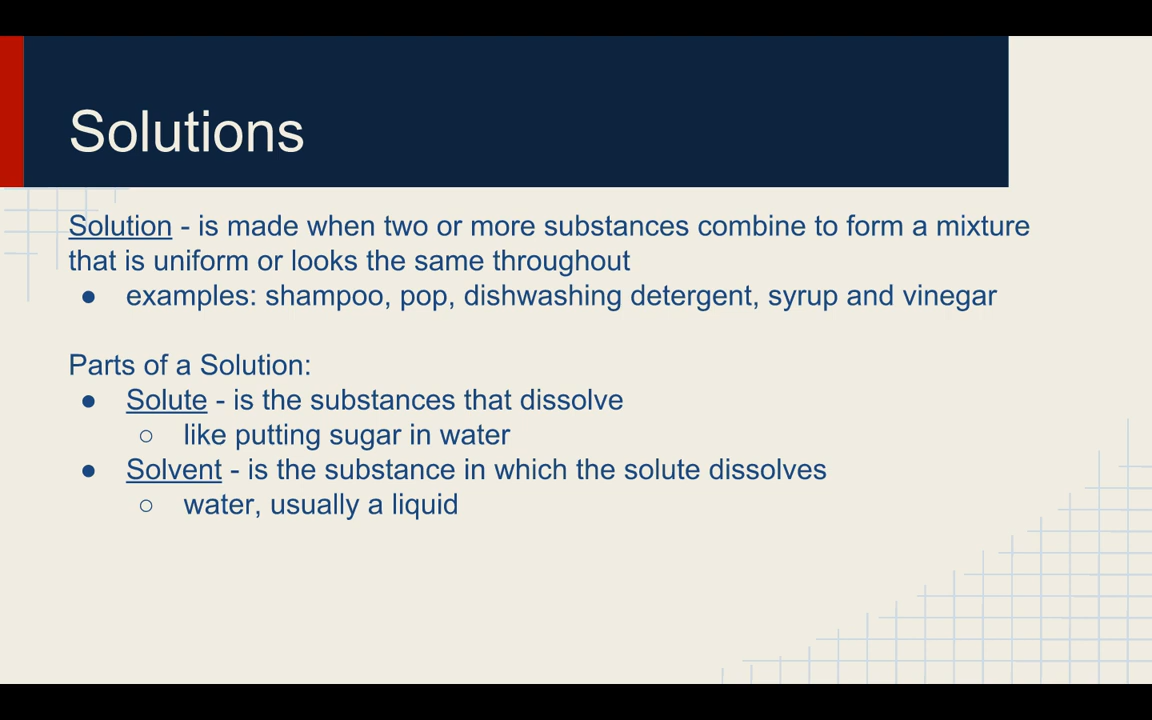 Solutions
Solution - is made when two or more substances combine to form a mixture
that is uniform or looks the same throughout
● examples: shampoo, pop, dishwashing detergent, syrup and vinegar
Parts of a Solution:
● Solute - is the substances that dissolve
○ like putting sugar in water
● Solvent - is the substance in which the solute dissolves
○ water, usually a liquid